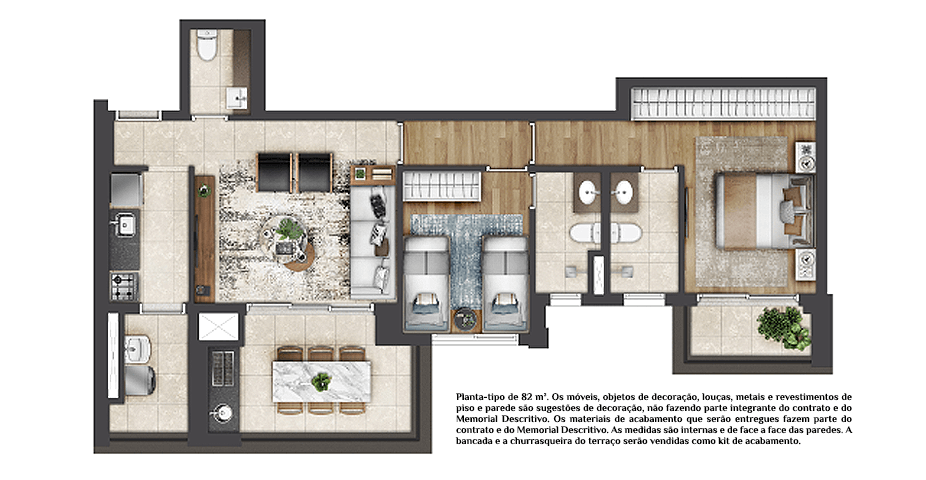 Planta-tipo de 82 m². Os móveis, objetos de decoração, louças, metais e revestimentos de
piso e parede são sugestões de decoração, não fazendo parte integrante do contrato e do
Memorial Descritivo. Os materiais de acabamento que serão entregues fazem parte do
contrato e do Memorial Descritivo. As medidas são internas e de face a face das paredes. A
bancada e a churrasqueira do terraço serão vendidas como kit de acabamento.